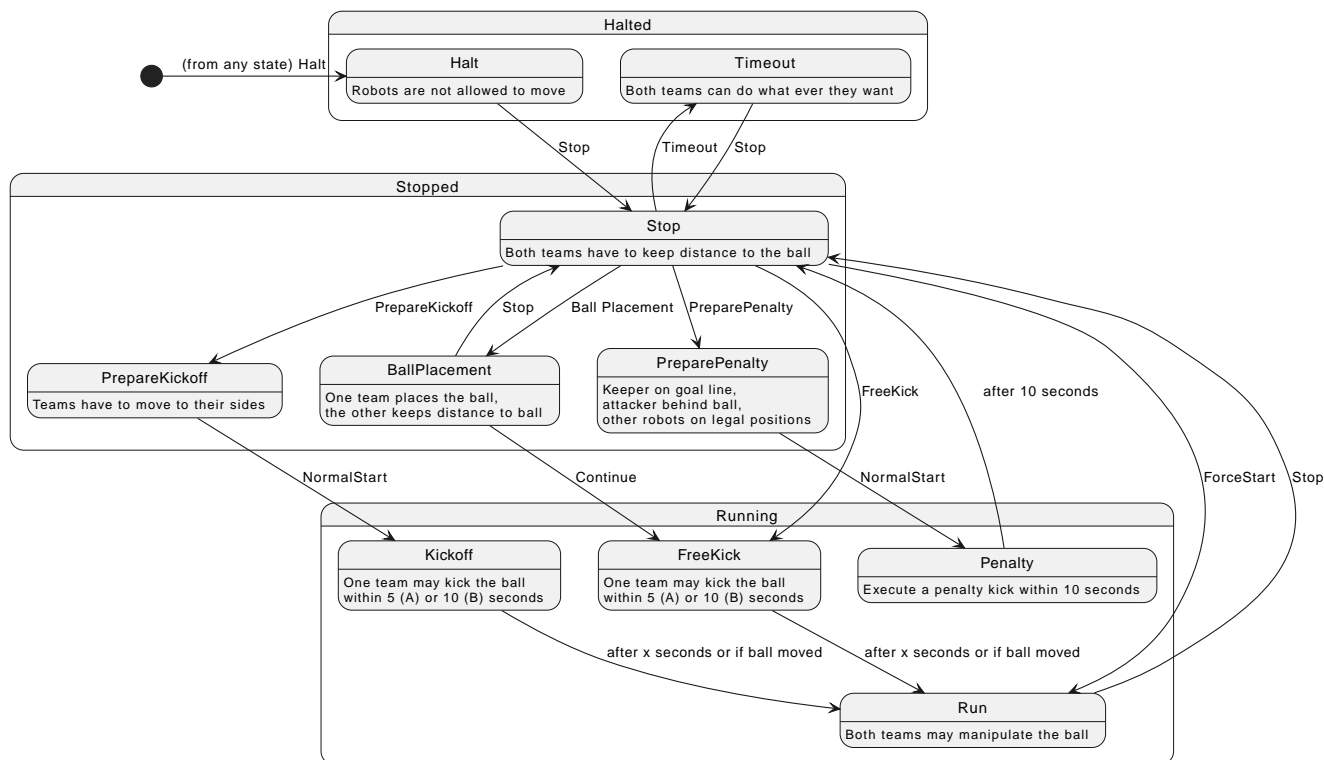 Halted
(from any state) Halt
Halt
Robots are not allowed to move
Timeout
Both teams can do what ever they want
Stop
Timeout
Stop
Stopped
Stop
Both teams have to keep distance to the ball
PrepareKickoff
Stop
Ball Placement
PreparePenalty
PrepareKickoff
Teams have to move to their sides
BallPlacement
One team places the ball,
the other keeps distance to ball
PreparePenalty
Keeper on goal line,
attacker behind ball,
other robots on legal positions
FreeKick
after 10 seconds
NormalStart
Continue
NormalStart
ForceStart
Stop
Running
Kickoff
One team may kick the ball
within 5 (A) or 10 (B) seconds
FreeKick
One team may kick the ball
within 5 (A) or 10 (B) seconds
Penalty
Execute a penalty kick within 10 seconds
after x seconds or if ball moved
after x seconds or if ball moved
Run
Both teams may manipulate the ball